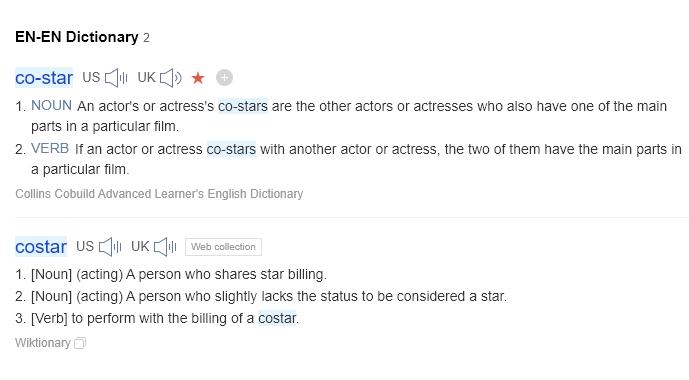 EN-EN Dictionary 2
co-star US UK
1. NOUN An actor's or actress's co-stars are the other actors or actresses who also have one of the main
parts in a particular film.
2. VERB If an actor or actress co-stars with another actor or actress, the two of them have the main parts in
a particular film.
Collins Cobuild Advanced Learner's English Dictionary
costar US UK Web collection
1. [Noun] (acting) A person who shares star billing.
2. [Noun] (acting) A person who slightly lacks the status to be considered a star.
3. [Verb] to perform with the billing of a costar.
Wiktionary